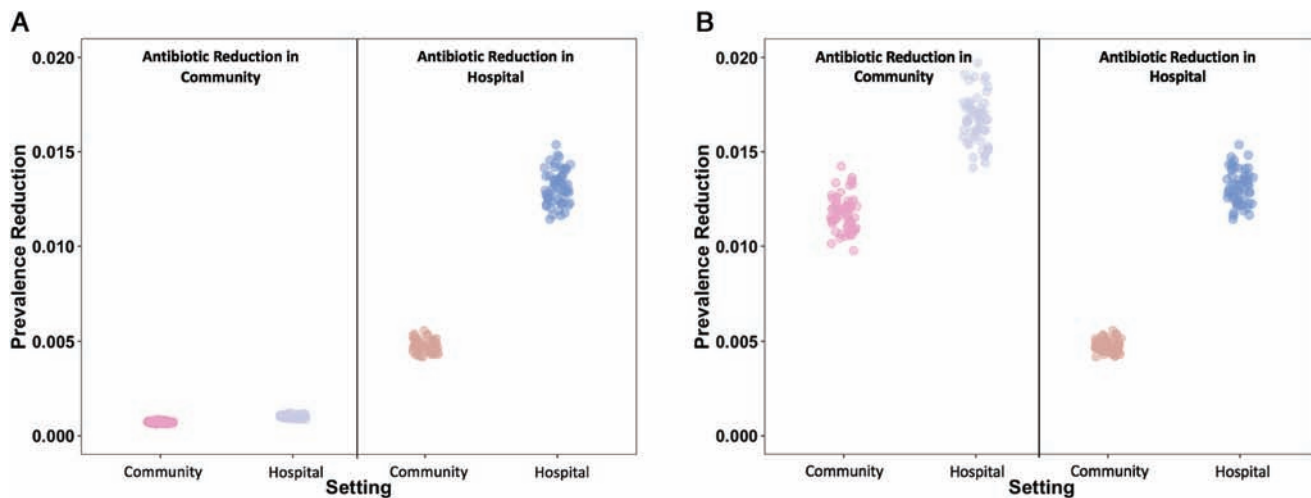 A
Antibiotic Reduction in
Community
Antibiotic Reduction in
Hospital
0.020
0.015
0.010
0.005
0.000
Prevalence Reduction
Community
Hospital
Community
Hospital
Setting
B
Antibiotic Reduction in
Community
Antibiotic Reduction in
Hospital
0.020
0.015
0.010
0.005
0.000
Prevalence Reduction
Community
Hospital
Community
Hospital
Setting